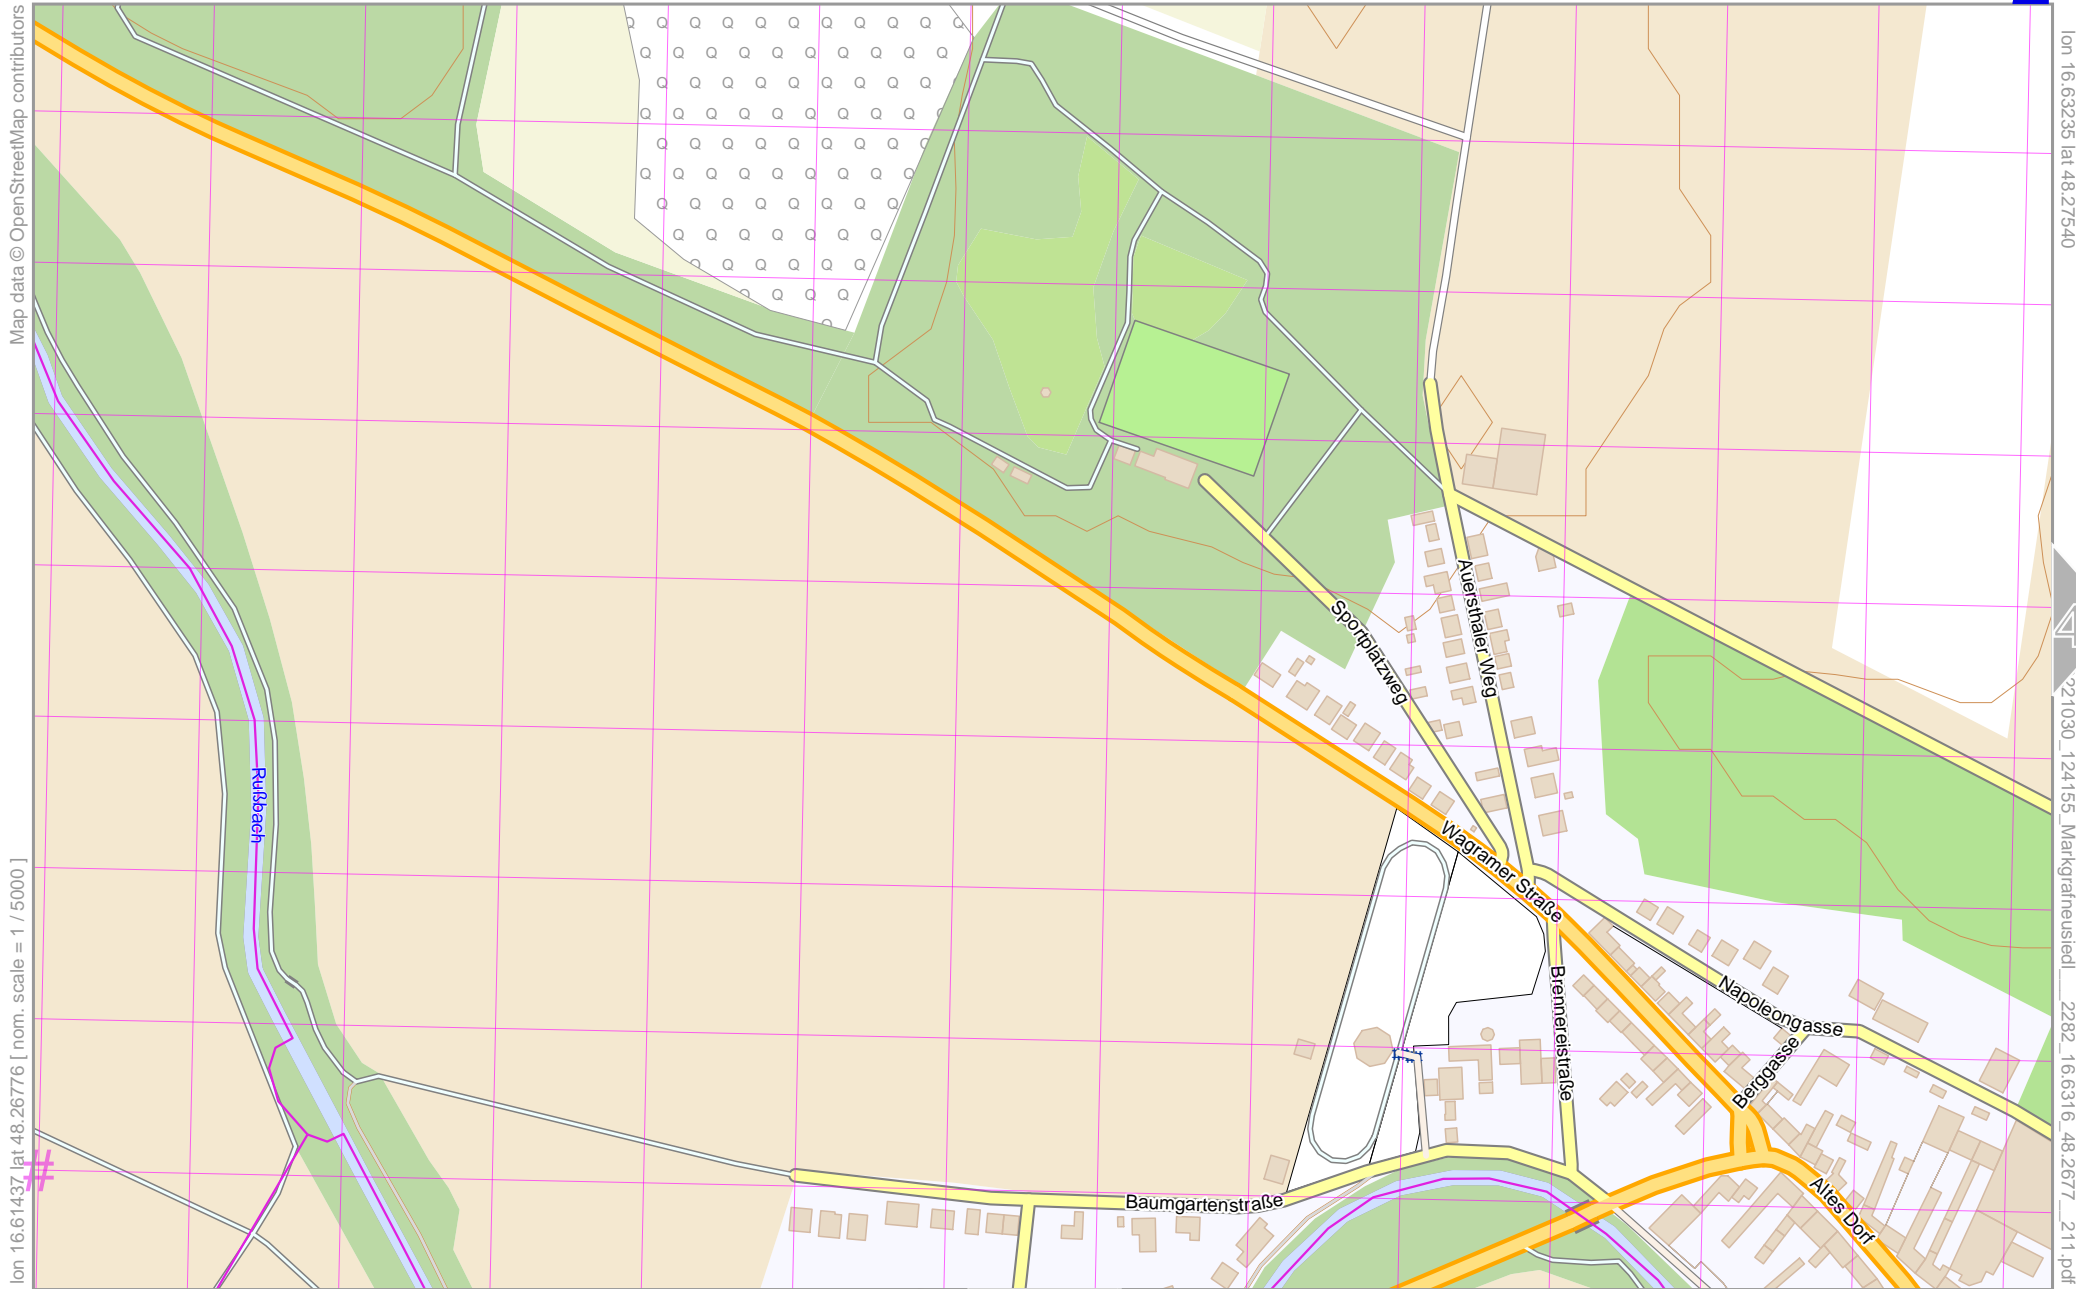 Map data © OpenStreetMap contributors
lon 16.61437 lat 48.26776 [ nom. scale = 1 / 5000 ]
lon 16.63235 lat 48.27540
4
221030_124155_Markgrafneusiedl__2282_16.6316_48.2677__211.pdf
Auersthaler Weg
Sportplatzweg
Rußbach
Wagramer Straße
Brennereistraße
Napoleongasse
Berggasse
Baumgartenstraße
Altes Dorf
#